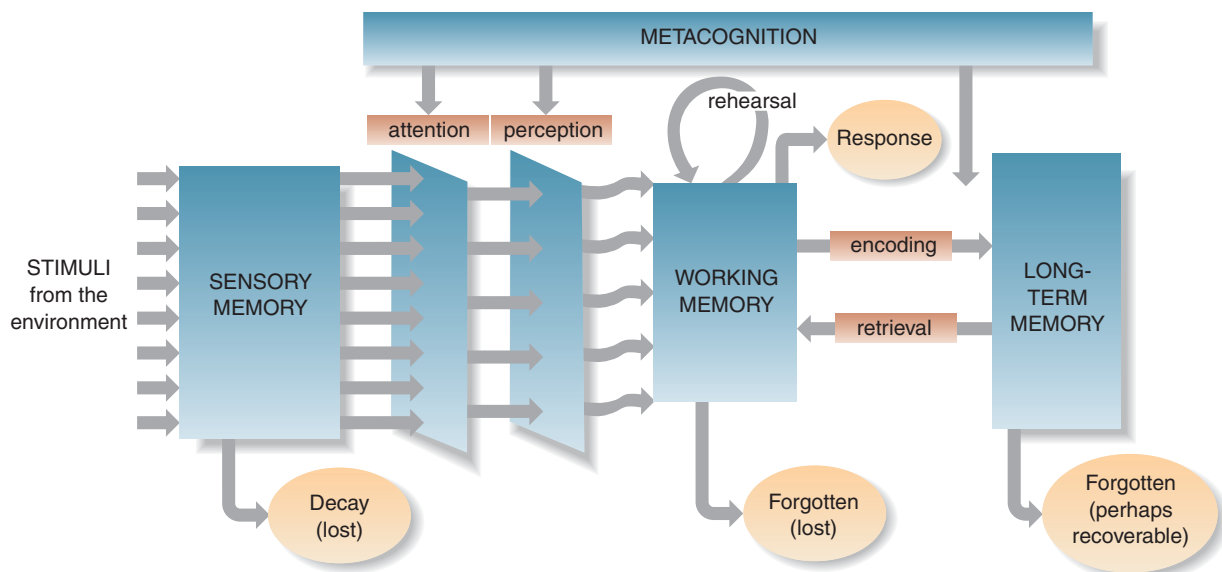 METACOGNITION
rehearsal
attention
perception
Response
STIMULI
from the
environment
SENSORY
MEMORY
WORKING
MEMORY
encoding
retrieval
LONG-
TERM
MEMORY
Decay
(lost)
Forgotten
(lost)
Forgotten
(perhaps
recoverable)